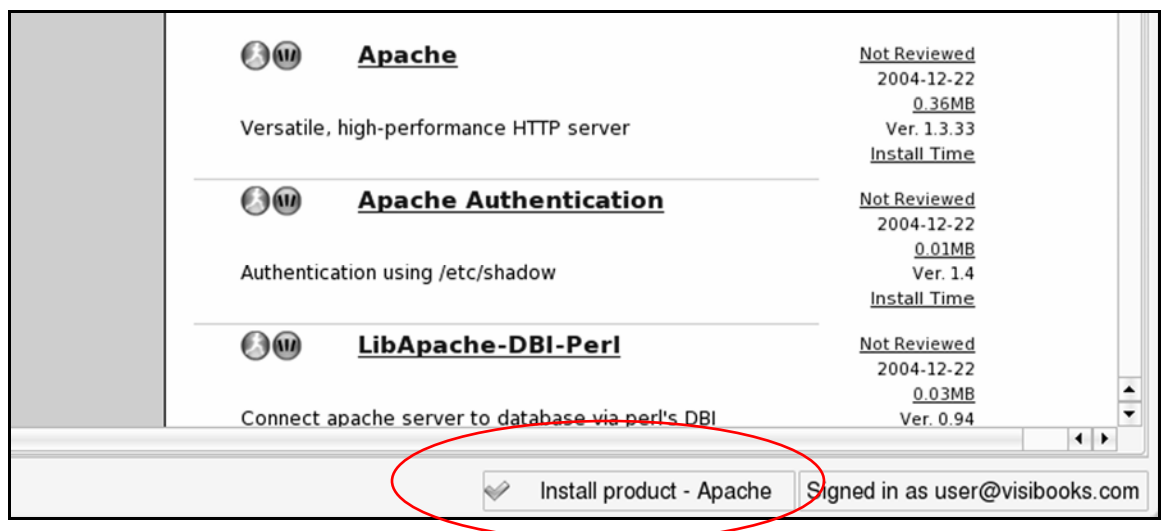 Apache
Not Reviewed
2004-12-22
0.36MB
Versatile, high-performance HTTP server
Ver. 1.3.33
Install Time
Apache Authentication
Not Reviewed
2004-12-22
0.01MB
Authentication using /etc/shadow
Ver. 1.4
Install Time
LibApache-DBI-Perl
Not Reviewed
2004-12-22
0.03MB
Connect apache server to database via perl's DBI
Ver. 0.94
Install product - Apache
Signed in as user@visibooks.com